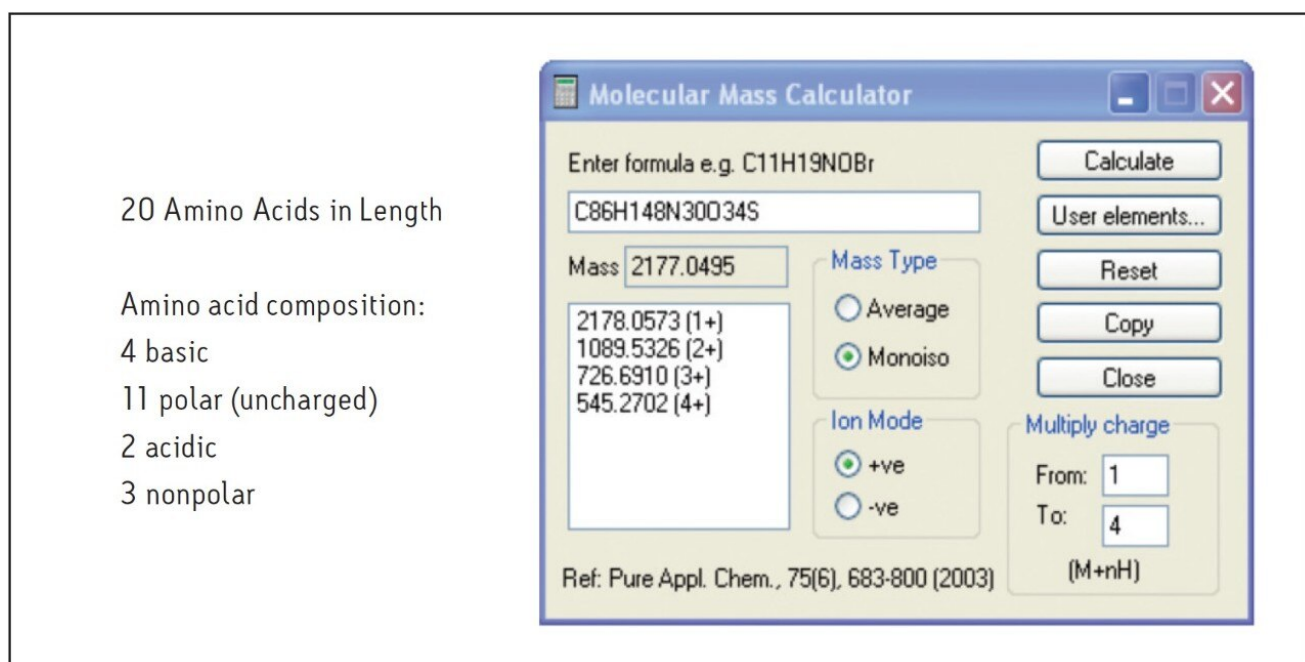 20 Amino Acids in Length
Amino acid composition:
4 basic
11 polar (uncharged)
2 acidic
3 nonpolar
Molecular Mass Calculator
Enter formula e.g. C11H19NOBr
C86H148N30O34S
Mass 2177.0495
2178.0573 (1+)
1089.5326 (2+)
726.6910 (3+)
545.2702 (4+)
Mass Type
Average
Monoiso
Ion Mode
+ve
-ve
Calculate
User elements...
Reset
Copy
Close
Multiply charge
From: 1
To: 4
(M+nH)
Ref: Pure Appl. Chem., 75(6), 683-800 (2003)